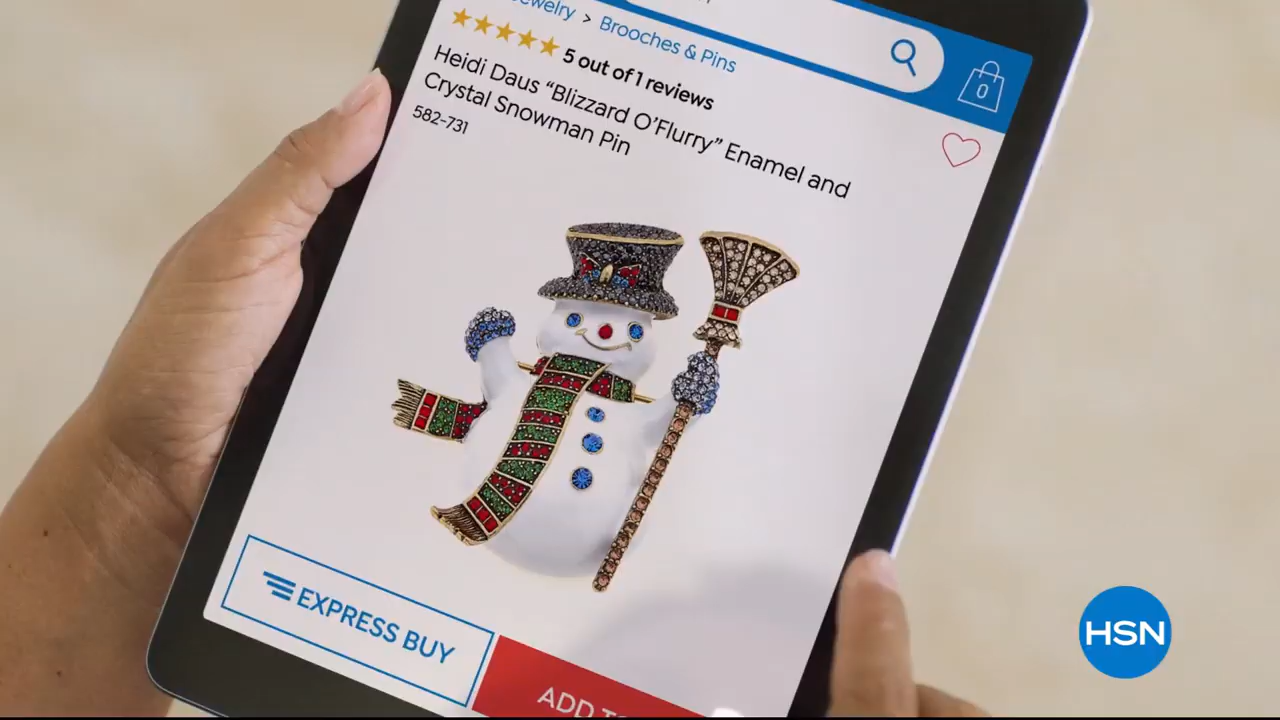 Brooches & Pins
5 out of 1 reviews
Heidi Daus “Blizzard O’Flurry” Enamel and
Crystal Snowman Pin
582-731
0
EXPRESS BUY
ADD
HSN